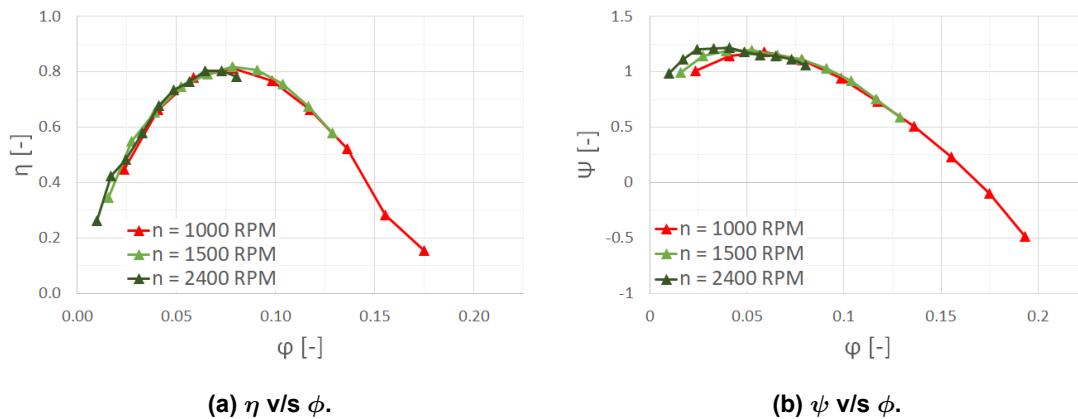 1.0
0.8
0.6
0.4
0.2
0.0
η [-]
0.00 0.05 0.10 0.15 0.20
φ [-]
n = 1000 RPM
n = 1500 RPM
n = 2400 RPM
(a) η v/s ϕ.
1.5
1
0.5
0
-0.5
-1
Ψ [-]
0 0.05 0.1 0.15 0.2
φ [-]
n = 1000 RPM
n = 1500 RPM
n = 2400 RPM
(b) ψ v/s ϕ.